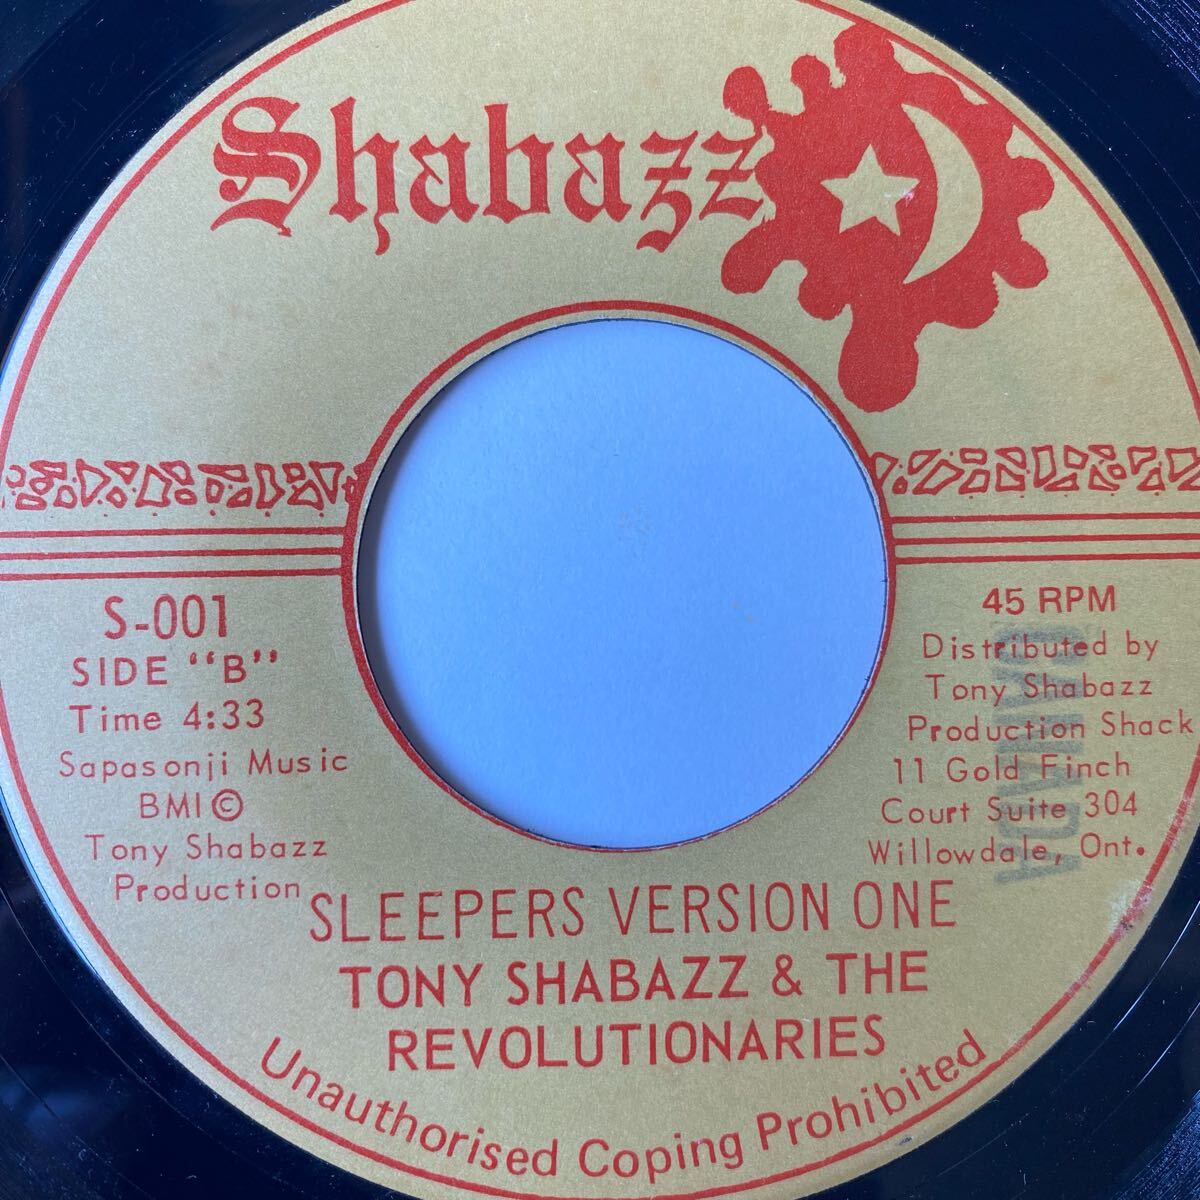 Shabazz
S-001
SIDE "B"
Time 4:33
Sapasonji Music
BMI©
Tony Shabazz
Production
45 RPM
Distributed by
Tony Shabazz
Production Shack
11 Gold Finch
Court Suite 304
Willowdale, Ont.
CANADA
SLEEPERS VERSION ONE
TONY SHABAZZ & THE
REVOLUTIONARIES
Unauthorised Coping Prohibited